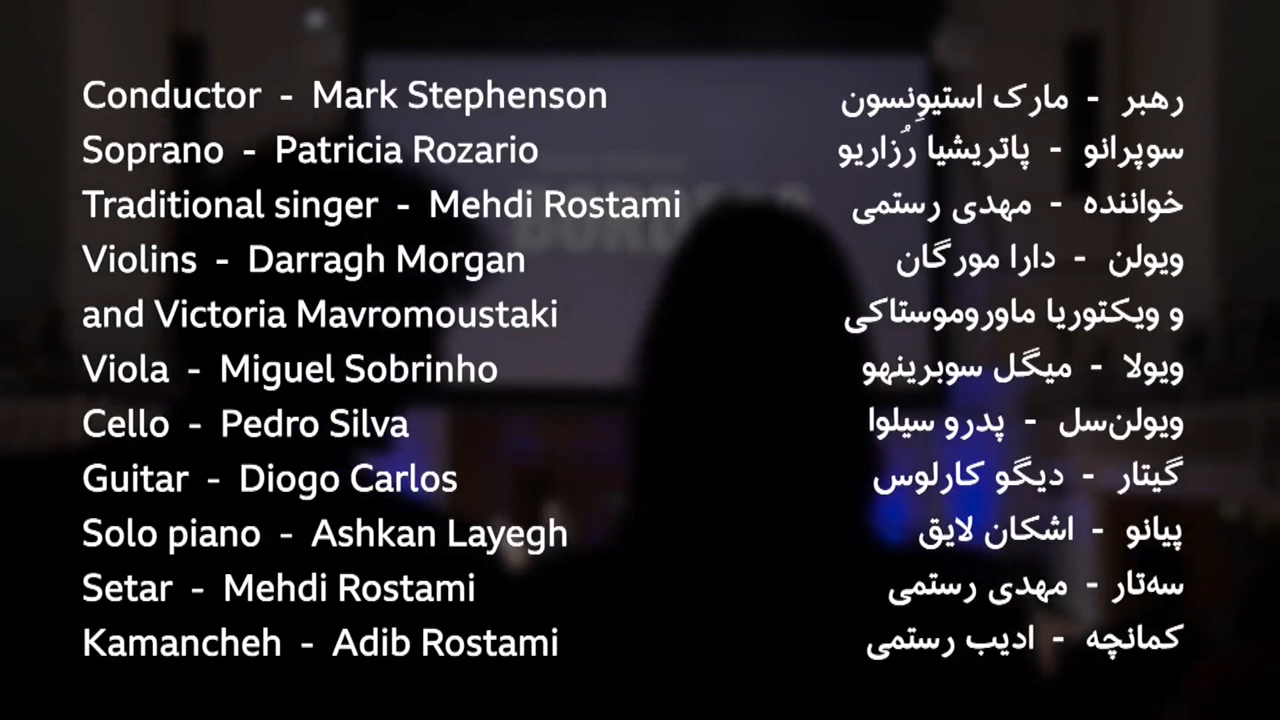 Conductor - Mark Stephenson
Soprano - Patricia Rozario
Traditional singer - Mehdi Rostami
Violins - Darragh Morgan
and Victoria Mavromoustaki
Viola - Miguel Sobrinho
Cello - Pedro Silva
Guitar - Diogo Carlos
Solo piano - Ashkan Layegh
Setar - Mehdi Rostami
Kamancheh - Adib Rostami
رهبر - مارک استیوِنسون
سوپرانو - پاتریشیا رُزاریو
خواننده - مهدی رستمی
ویولن - دارا مورگان
و ویکتوریا ماوروموستاکی
ویولا - میگل سوبرینهو
ویولن‌سل - پدرو سیلوا
گیتار - دیگو کارلوس
پیانو - اشکان لایق
سه‌تار - مهدی رستمی
کمانچه - ادیب رستمی